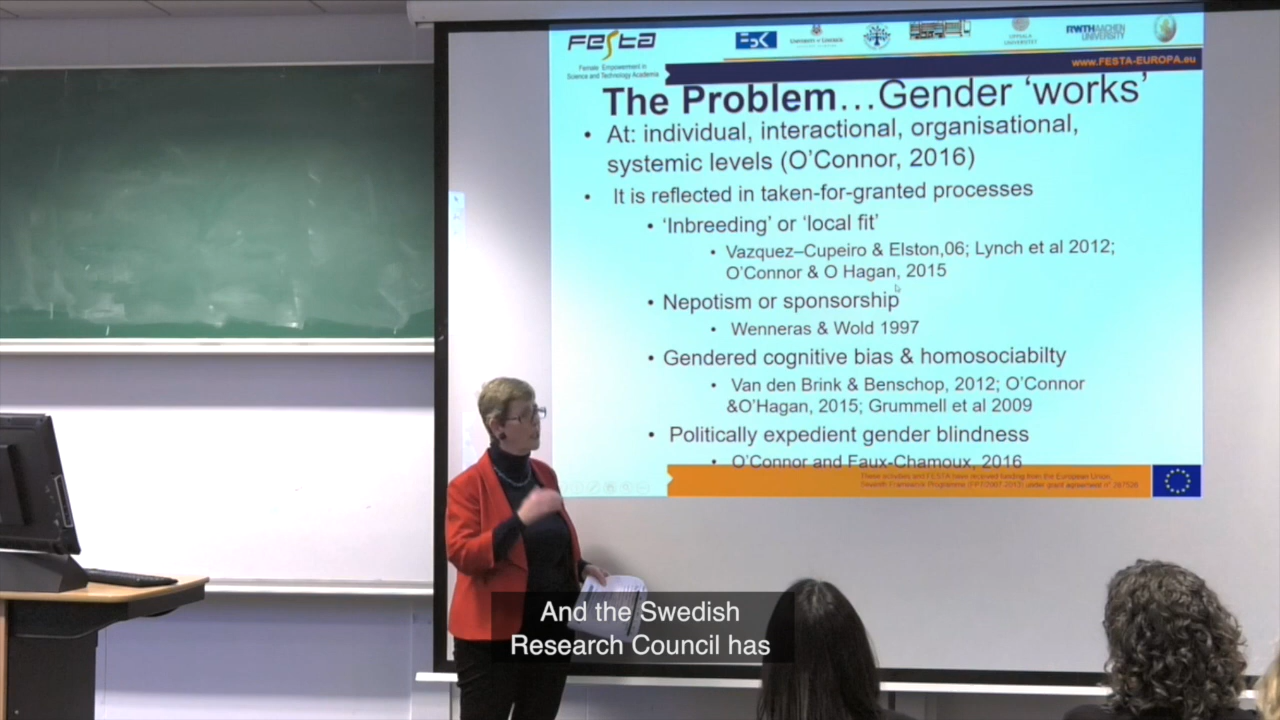 FESTA
Female Empowerment in
Science and Technology Academia
UPPSALA
UNIVERSITET
RWTHAACHEN
UNIVERSITY
www.FESTA-EUROPA.eu
The Problem…Gender ‘works’
• At: individual, interactional, organisational,
systemic levels (O’Connor, 2016)
• It is reflected in taken-for-granted processes
• ‘Inbreeding’ or ‘local fit’
• Vazquez–Cupeiro & Elston,06; Lynch et al 2012;
O’Connor & O Hagan, 2015
• Nepotism or sponsorship
• Wenneras & Wold 1997
• Gendered cognitive bias & homosociabilty
• Van den Brink & Benschop, 2012; O’Connor
&O’Hagan, 2015; Grummell et al 2009
• Politically expedient gender blindness
• O’Connor and Faux-Chamoux, 2016
And the Swedish
Research Council has